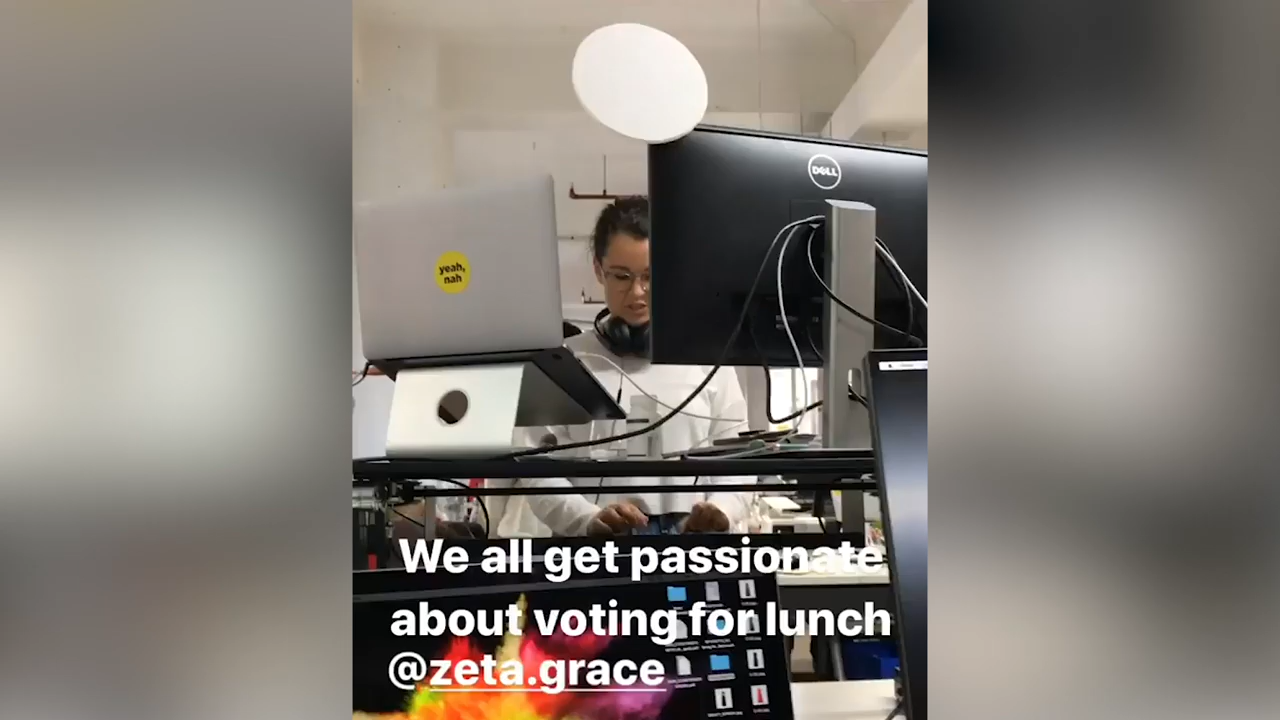 DELL
yeah,
nah
We all get passionate
about voting for lunch
@zeta.grace